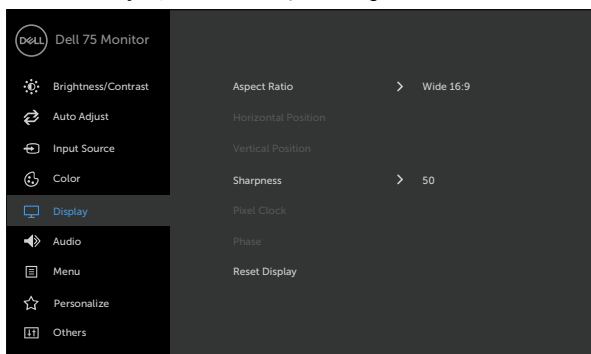 DELL Dell 75 Monitor
Brightness/Contrast
Auto Adjust
Input Source
Color
Display
Audio
Menu
Personalize
Others
Aspect Ratio > Wide 16:9
Horizontal Position
Vertical Position
Sharpness > 50
Pixel Clock
Phase
Reset Display